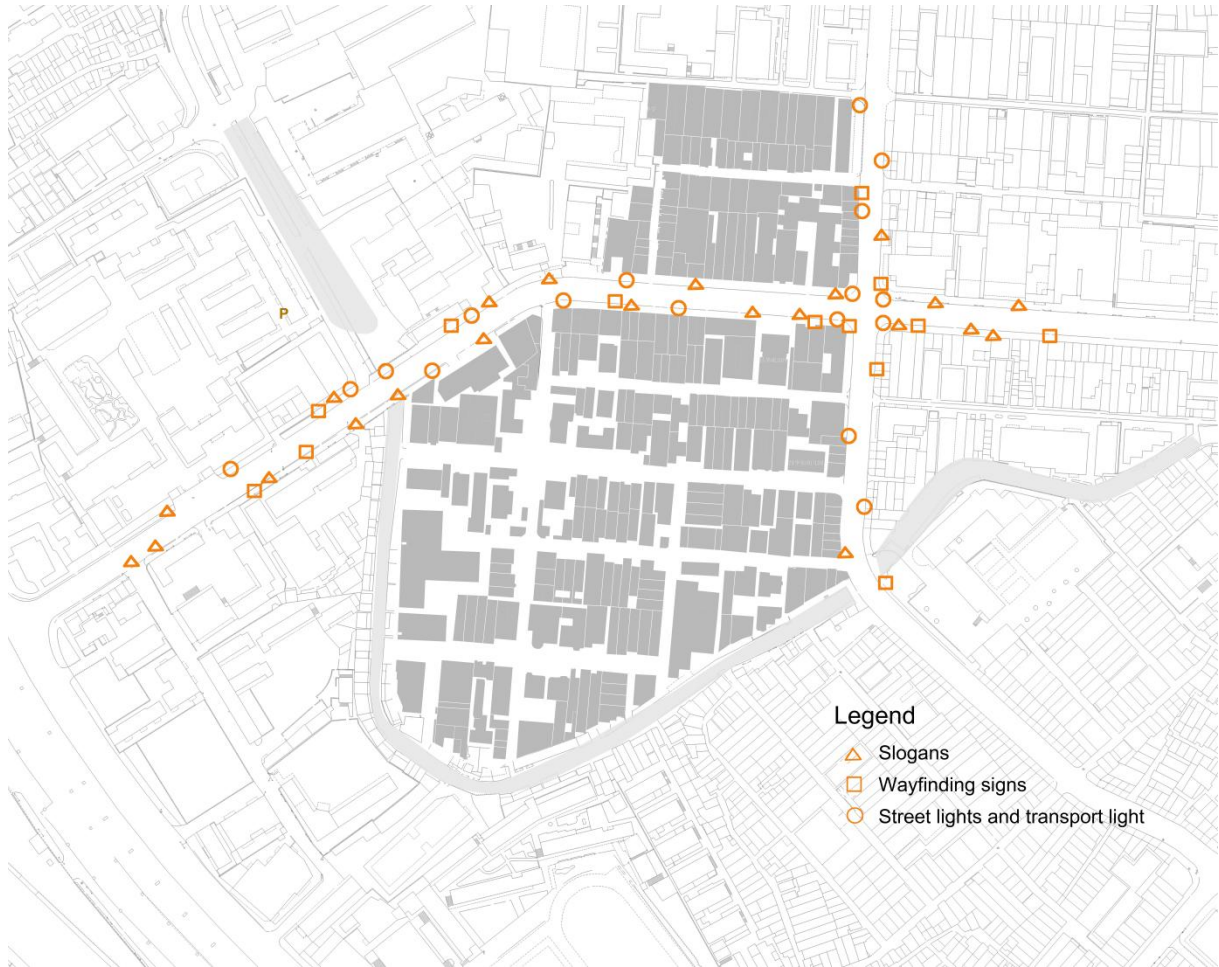 P
Legend
Slogans
Wayfinding signs
Street lights and transport light